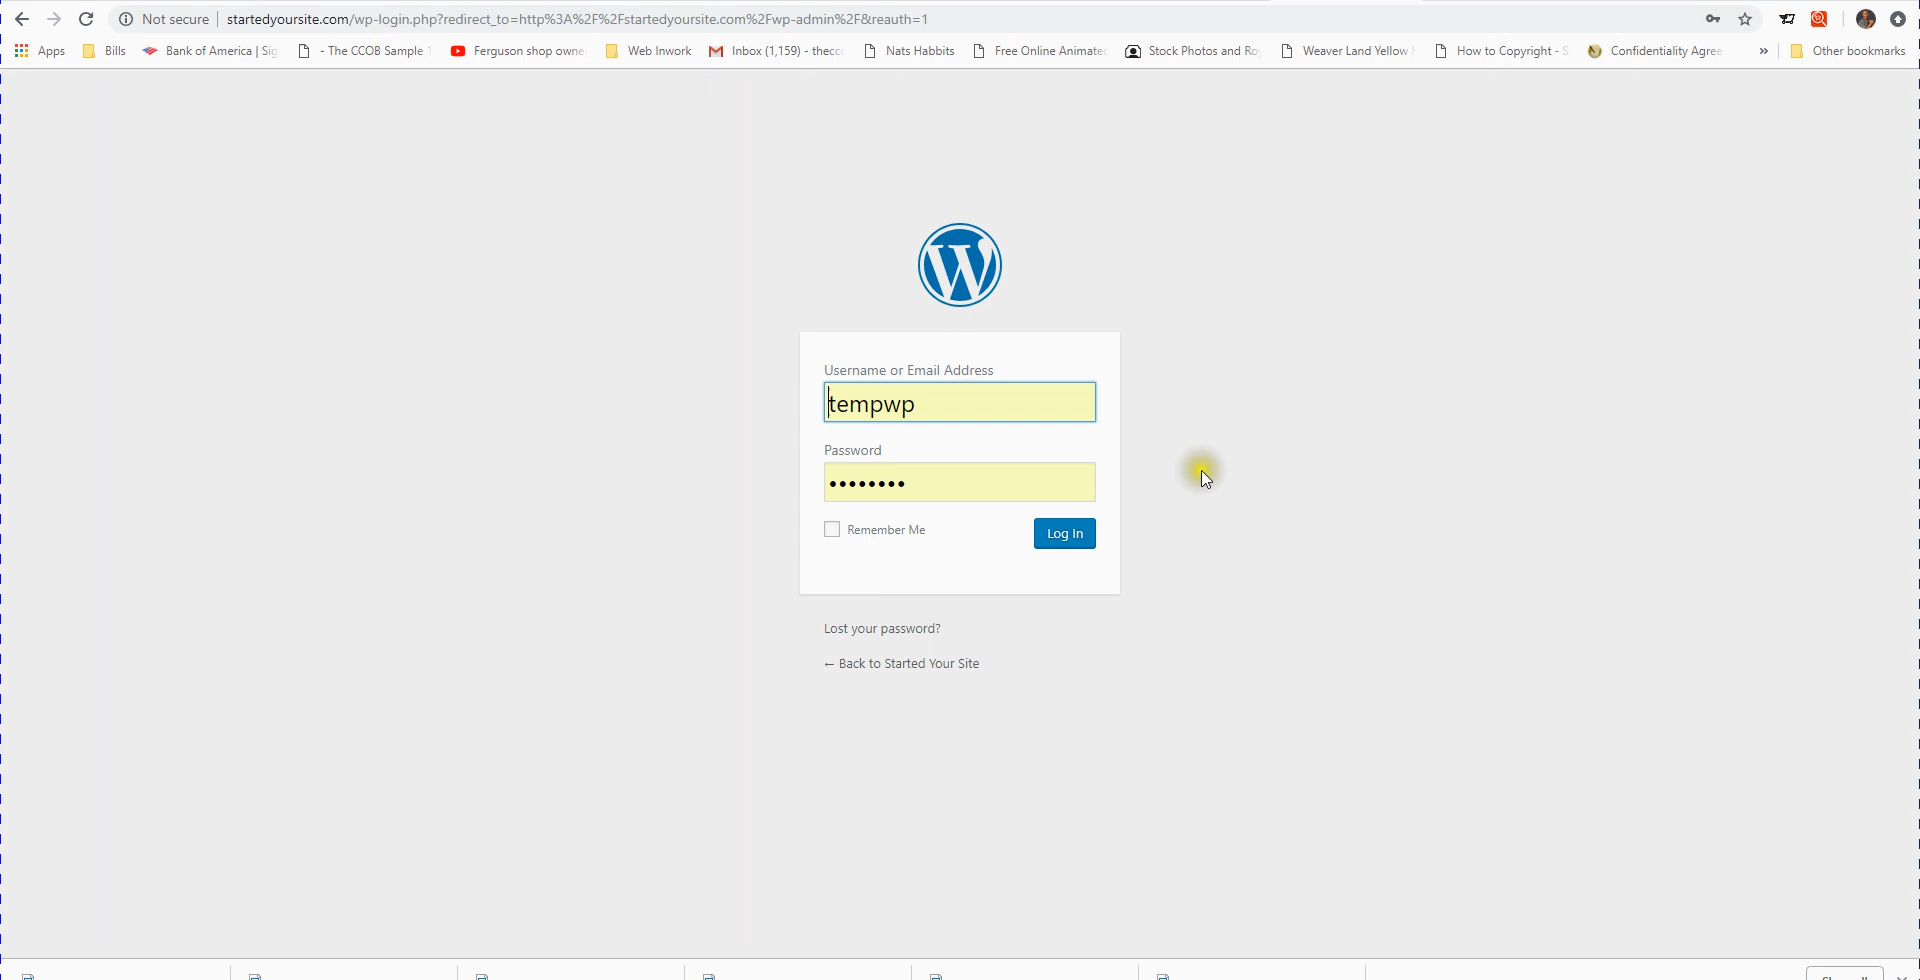 Not secure startedyoursite.com/wp-login.php?redirect_to=http%3A%2F%2Fstartedyoursite.com%2Fwp-admin%2F&reauth=1
Apps Bills Bank of America | Sig - The CCOB Sample Ferguson shop owne Web Inwork Inbox (1,159) - thecco Nats Habbits Free Online Animated Stock Photos and Ro Weaver Land Yellow How to Copyright - S Confidentiality Agree » Other bookmarks
Username or Email Address
tempwp
Password
••••••••
Remember Me Log In
Lost your password?
← Back to Started Your Site